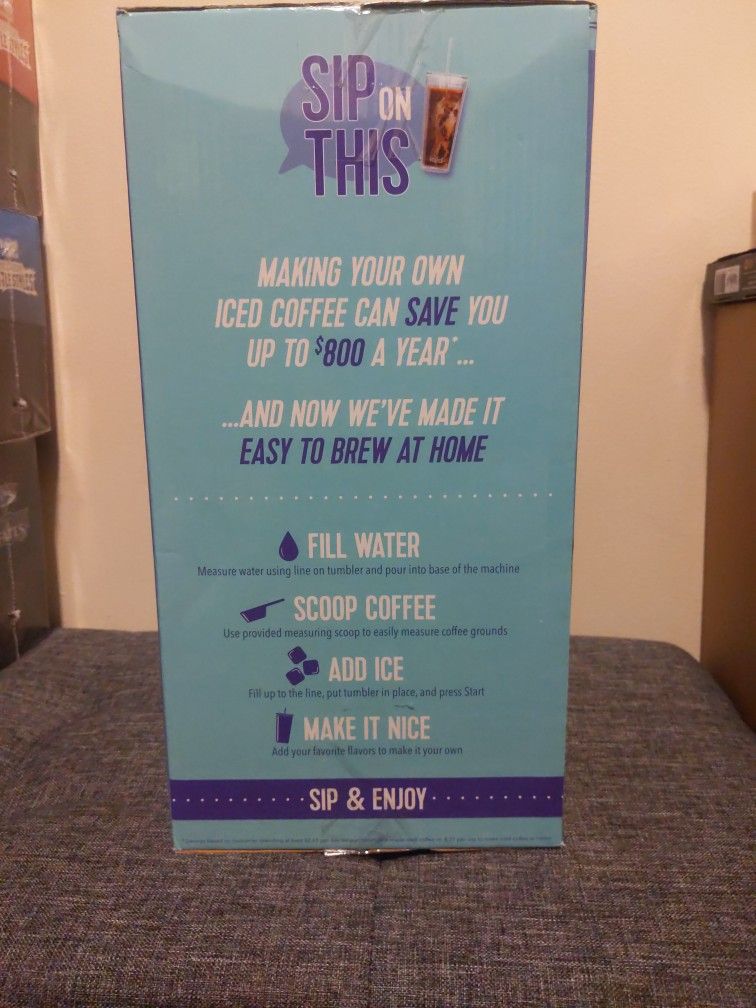 SIP ON
THIS
MAKING YOUR OWN
ICED COFFEE CAN SAVE YOU
UP TO $800 A YEAR*...
...AND NOW WE'VE MADE IT
EASY TO BREW AT HOME
FILL WATER
Measure water using line on tumbler and pour into base of the machine
SCOOP COFFEE
Use provided measuring scoop to easily measure coffee grounds
ADD ICE
Fill up to the line, put tumbler in place, and press Start
MAKE IT NICE
Add your favorite flavors to make it your own
SIP & ENJOY